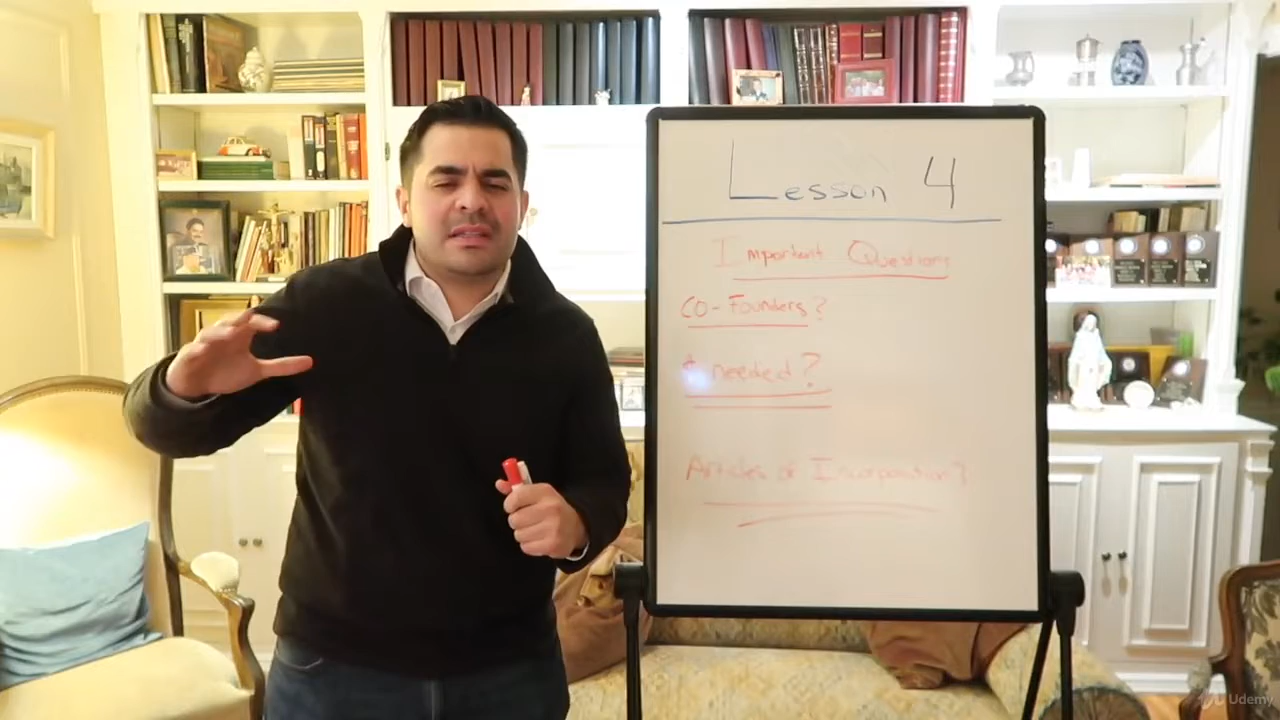 Lesson 4
Important Questions
CO-Founders?
needed?
Articles of Incorporation?
Udemy